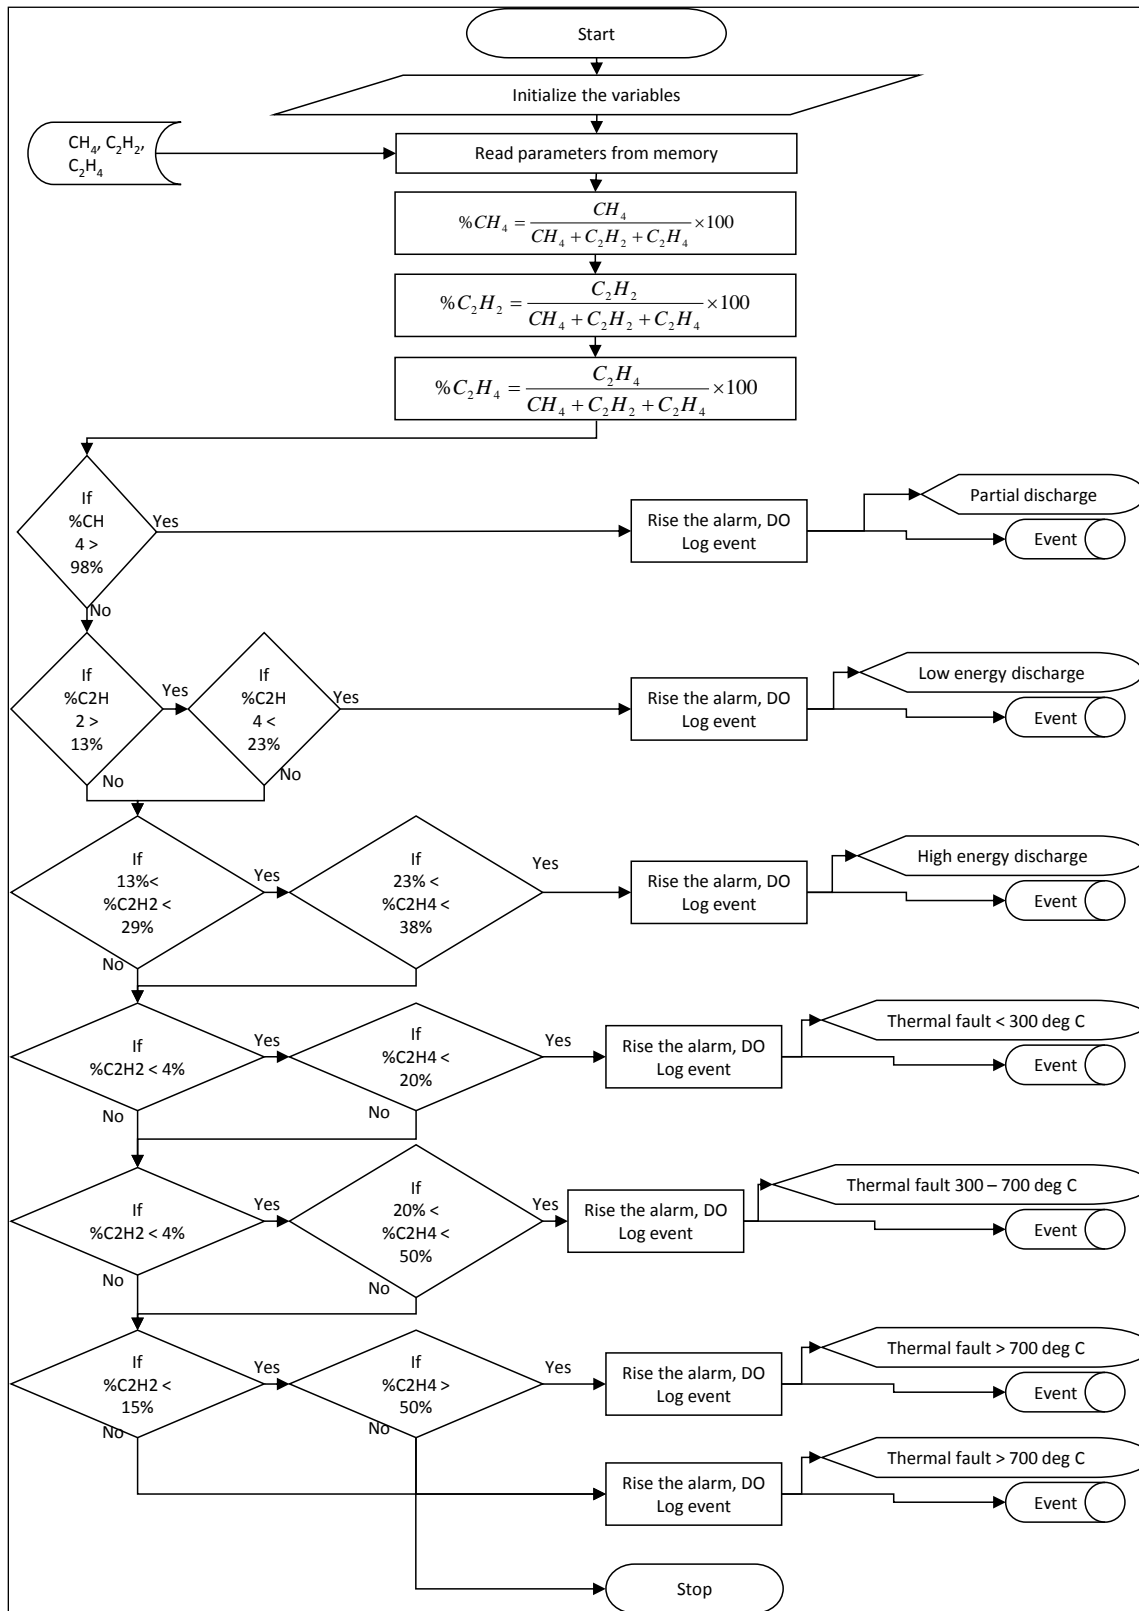 Start
Initialize the variables
CH₄, C₂H₂,
C₂H₄
Read parameters from memory
%CH₄ = CH₄ / (CH₄ + C₂H₂ + C₂H₄) ×100
%C₂H₂ = C₂H₂ / (CH₄ + C₂H₂ + C₂H₄) ×100
%C₂H₄ = C₂H₄ / (CH₄ + C₂H₂ + C₂H₄) ×100
If
%CH
4 >
98%
Yes
No
Rise the alarm, DO
Log event
Partial discharge
Event
If
%C2H
2 >
13%
Yes
No
If
%C2H
4 <
23%
Yes
No
Rise the alarm, DO
Log event
Low energy discharge
Event
If
13%<
%C2H2 <
29%
Yes
No
If
23% <
%C2H4 <
38%
Yes
Rise the alarm, DO
Log event
High energy discharge
Event
If
%C2H2 < 4%
Yes
No
If
%C2H4 <
20%
Yes
No
Rise the alarm, DO
Log event
Thermal fault < 300 deg C
Event
If
%C2H2 < 4%
Yes
No
If
20% <
%C2H4 <
50%
Yes
No
Rise the alarm, DO
Log event
Thermal fault 300 – 700 deg C
Event
If
%C2H2 <
15%
Yes
No
If
%C2H4 >
50%
Yes
No
Rise the alarm, DO
Log event
Thermal fault > 700 deg C
Event
Rise the alarm, DO
Log event
Thermal fault > 700 deg C
Event
Stop